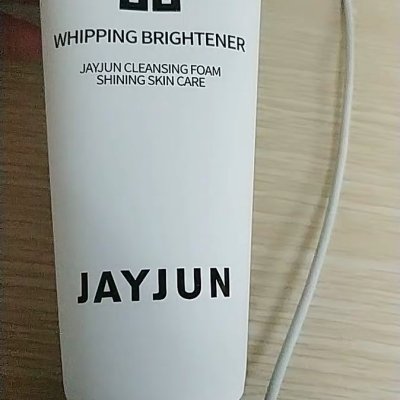 WHIPPING BRIGHTENER
JAYJUN CLEANSING FOAM
SHINING SKIN CARE
JAYJUN